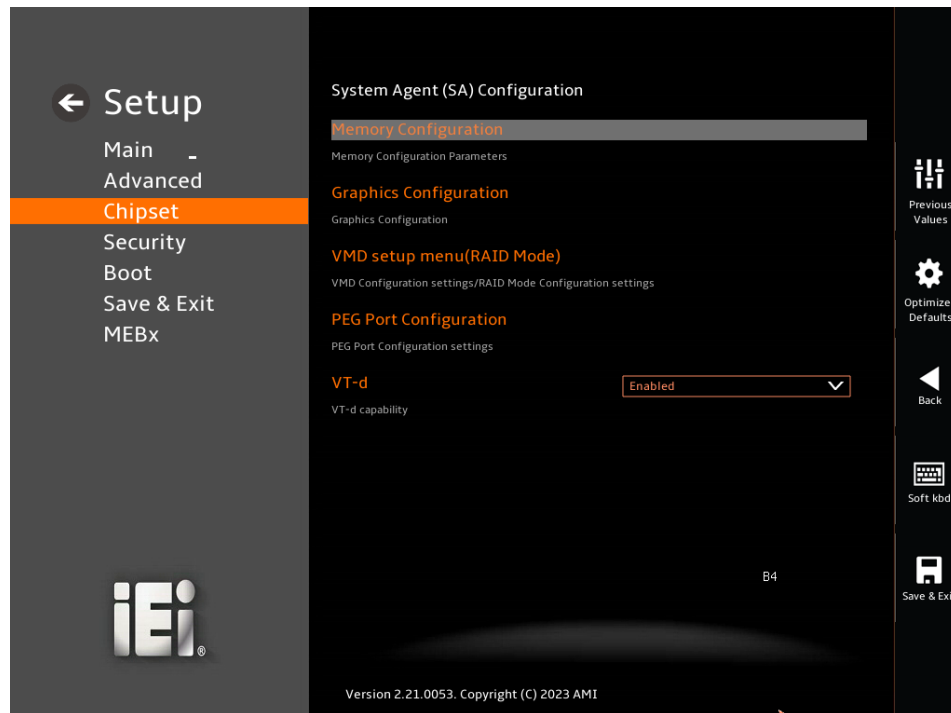 Setup
Main
Advanced
Chipset
Security
Boot
Save & Exit
MEBx
iEi®
System Agent (SA) Configuration
Memory Configuration
Memory Configuration Parameters
Graphics Configuration
Graphics Configuration
VMD setup menu(RAID Mode)
VMD Configuration settings/RAID Mode Configuration settings
PEG Port Configuration
PEG Port Configuration settings
VT-d
Enabled
VT-d capability
B4
Version 2.21.0053. Copyright (C) 2023 AMI
Previous
Values
Optimize
Defaults
Back
Soft kbd
Save & Exi